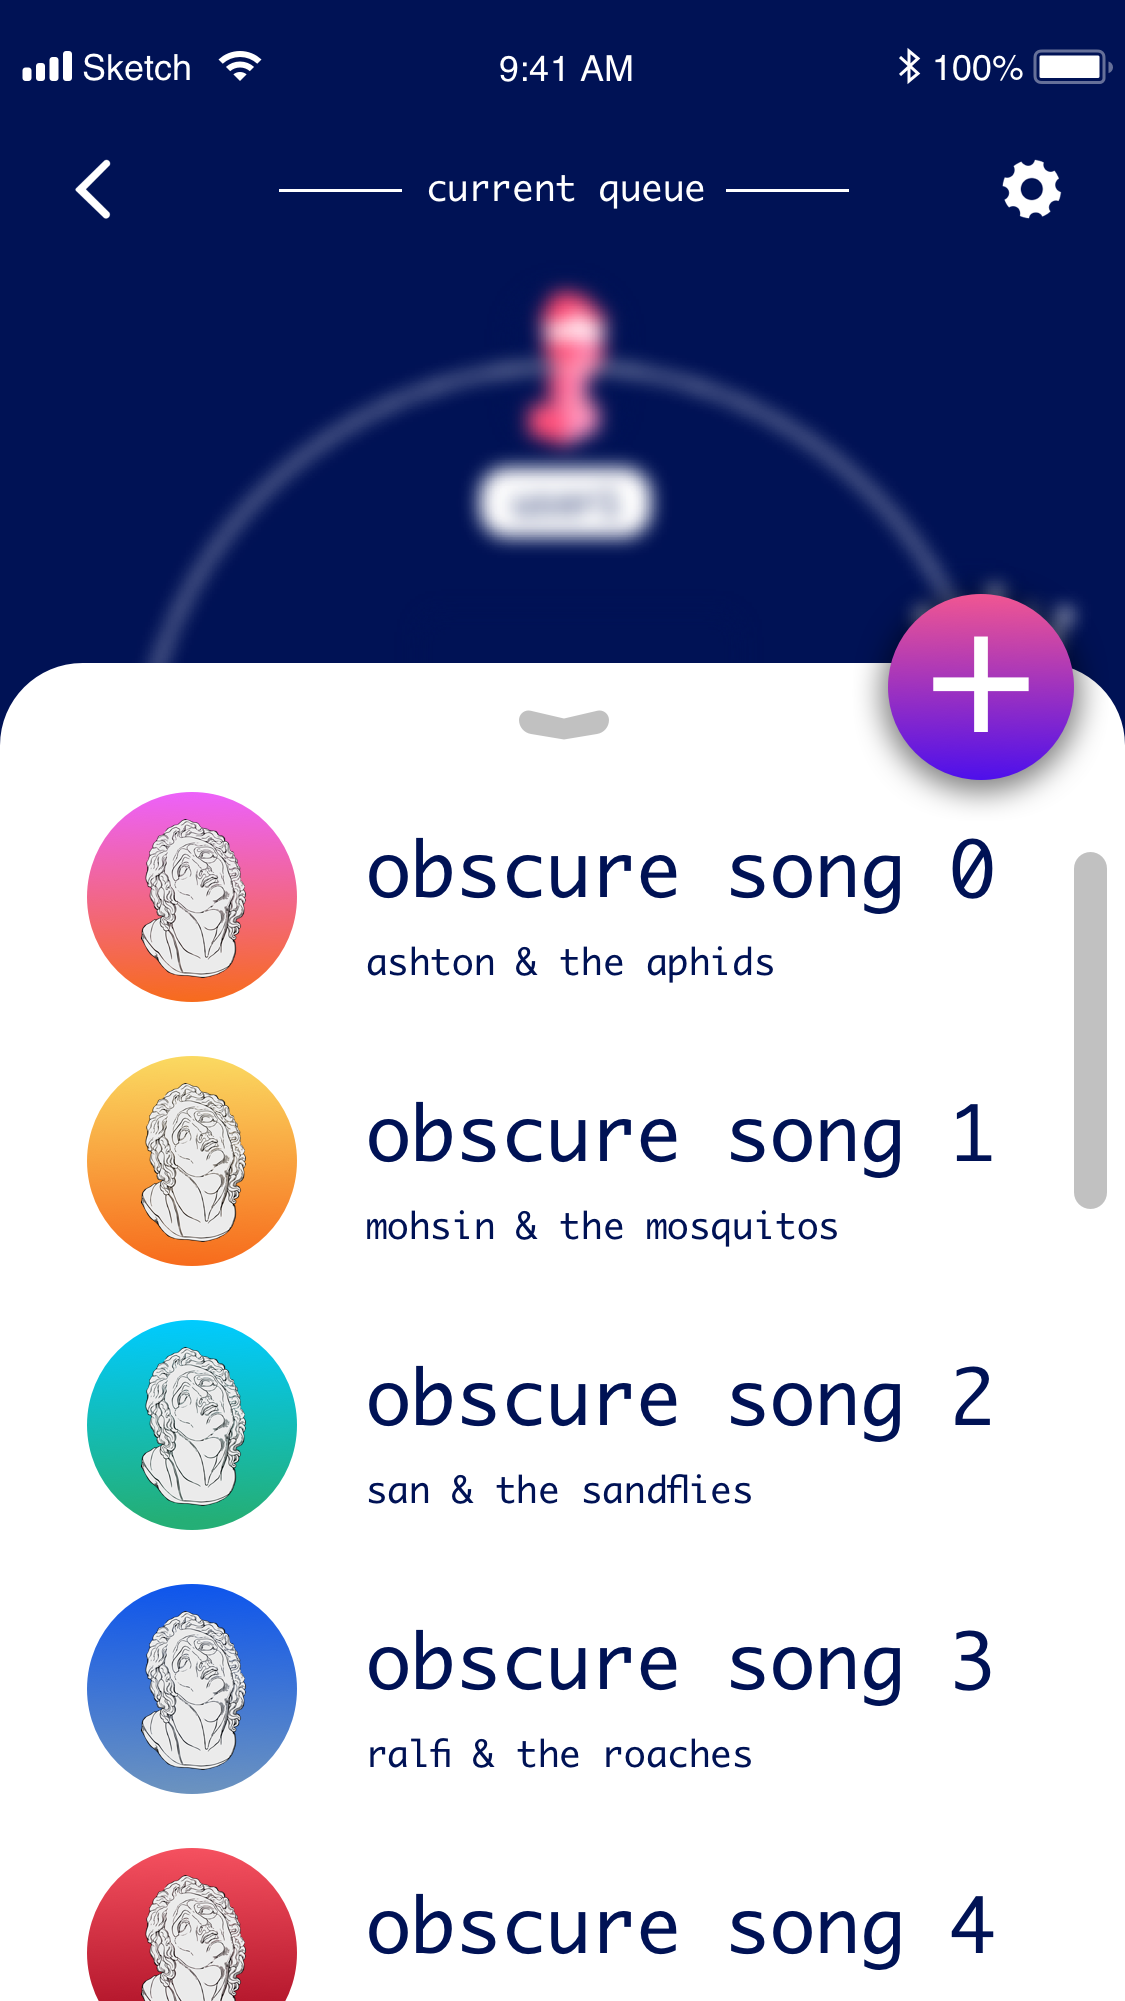 Sketch 9:41 AM 100%
current queue
obscure song 0
ashton & the aphids
obscure song 1
mohsin & the mosquitos
obscure song 2
san & the sandflies
obscure song 3
ralfi & the roaches
obscure song 4